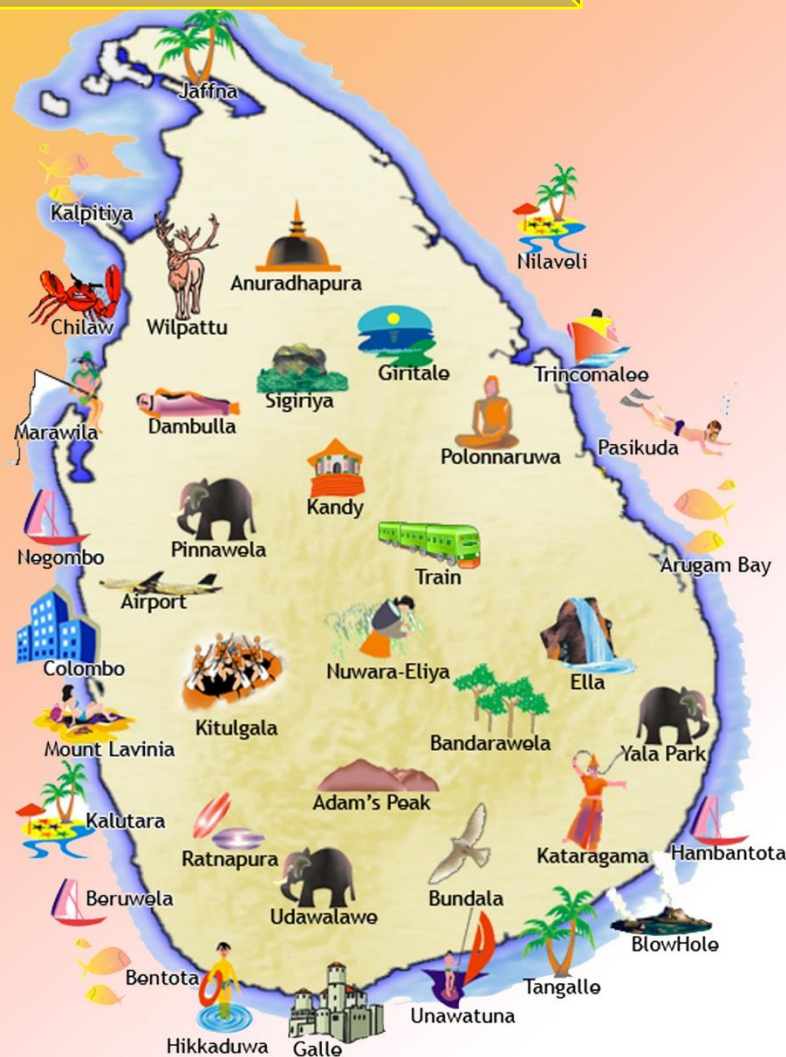 Jaffna
Kalpitiya
Nilaveli
Anuradhapura
Chilaw
Wilpattu
Giritale
Trincomalee
Sigiriya
Marawila
Dambulla
Polonnaruwa
Pasikuda
Kandy
Negombo
Pinnawela
Train
Arugam Bay
Airport
Colombo
Nuwara-Eliya
Ella
Kitulgala
Mount Lavinia
Bandarawela
Yala Park
Adam's Peak
Kalutara
Ratnapura
Kataragama
Hambantota
Beruwela
Udawalawe
Bundala
BlowHole
Bentota
Tangalle
Unawatuna
Hikkaduwa
Galle